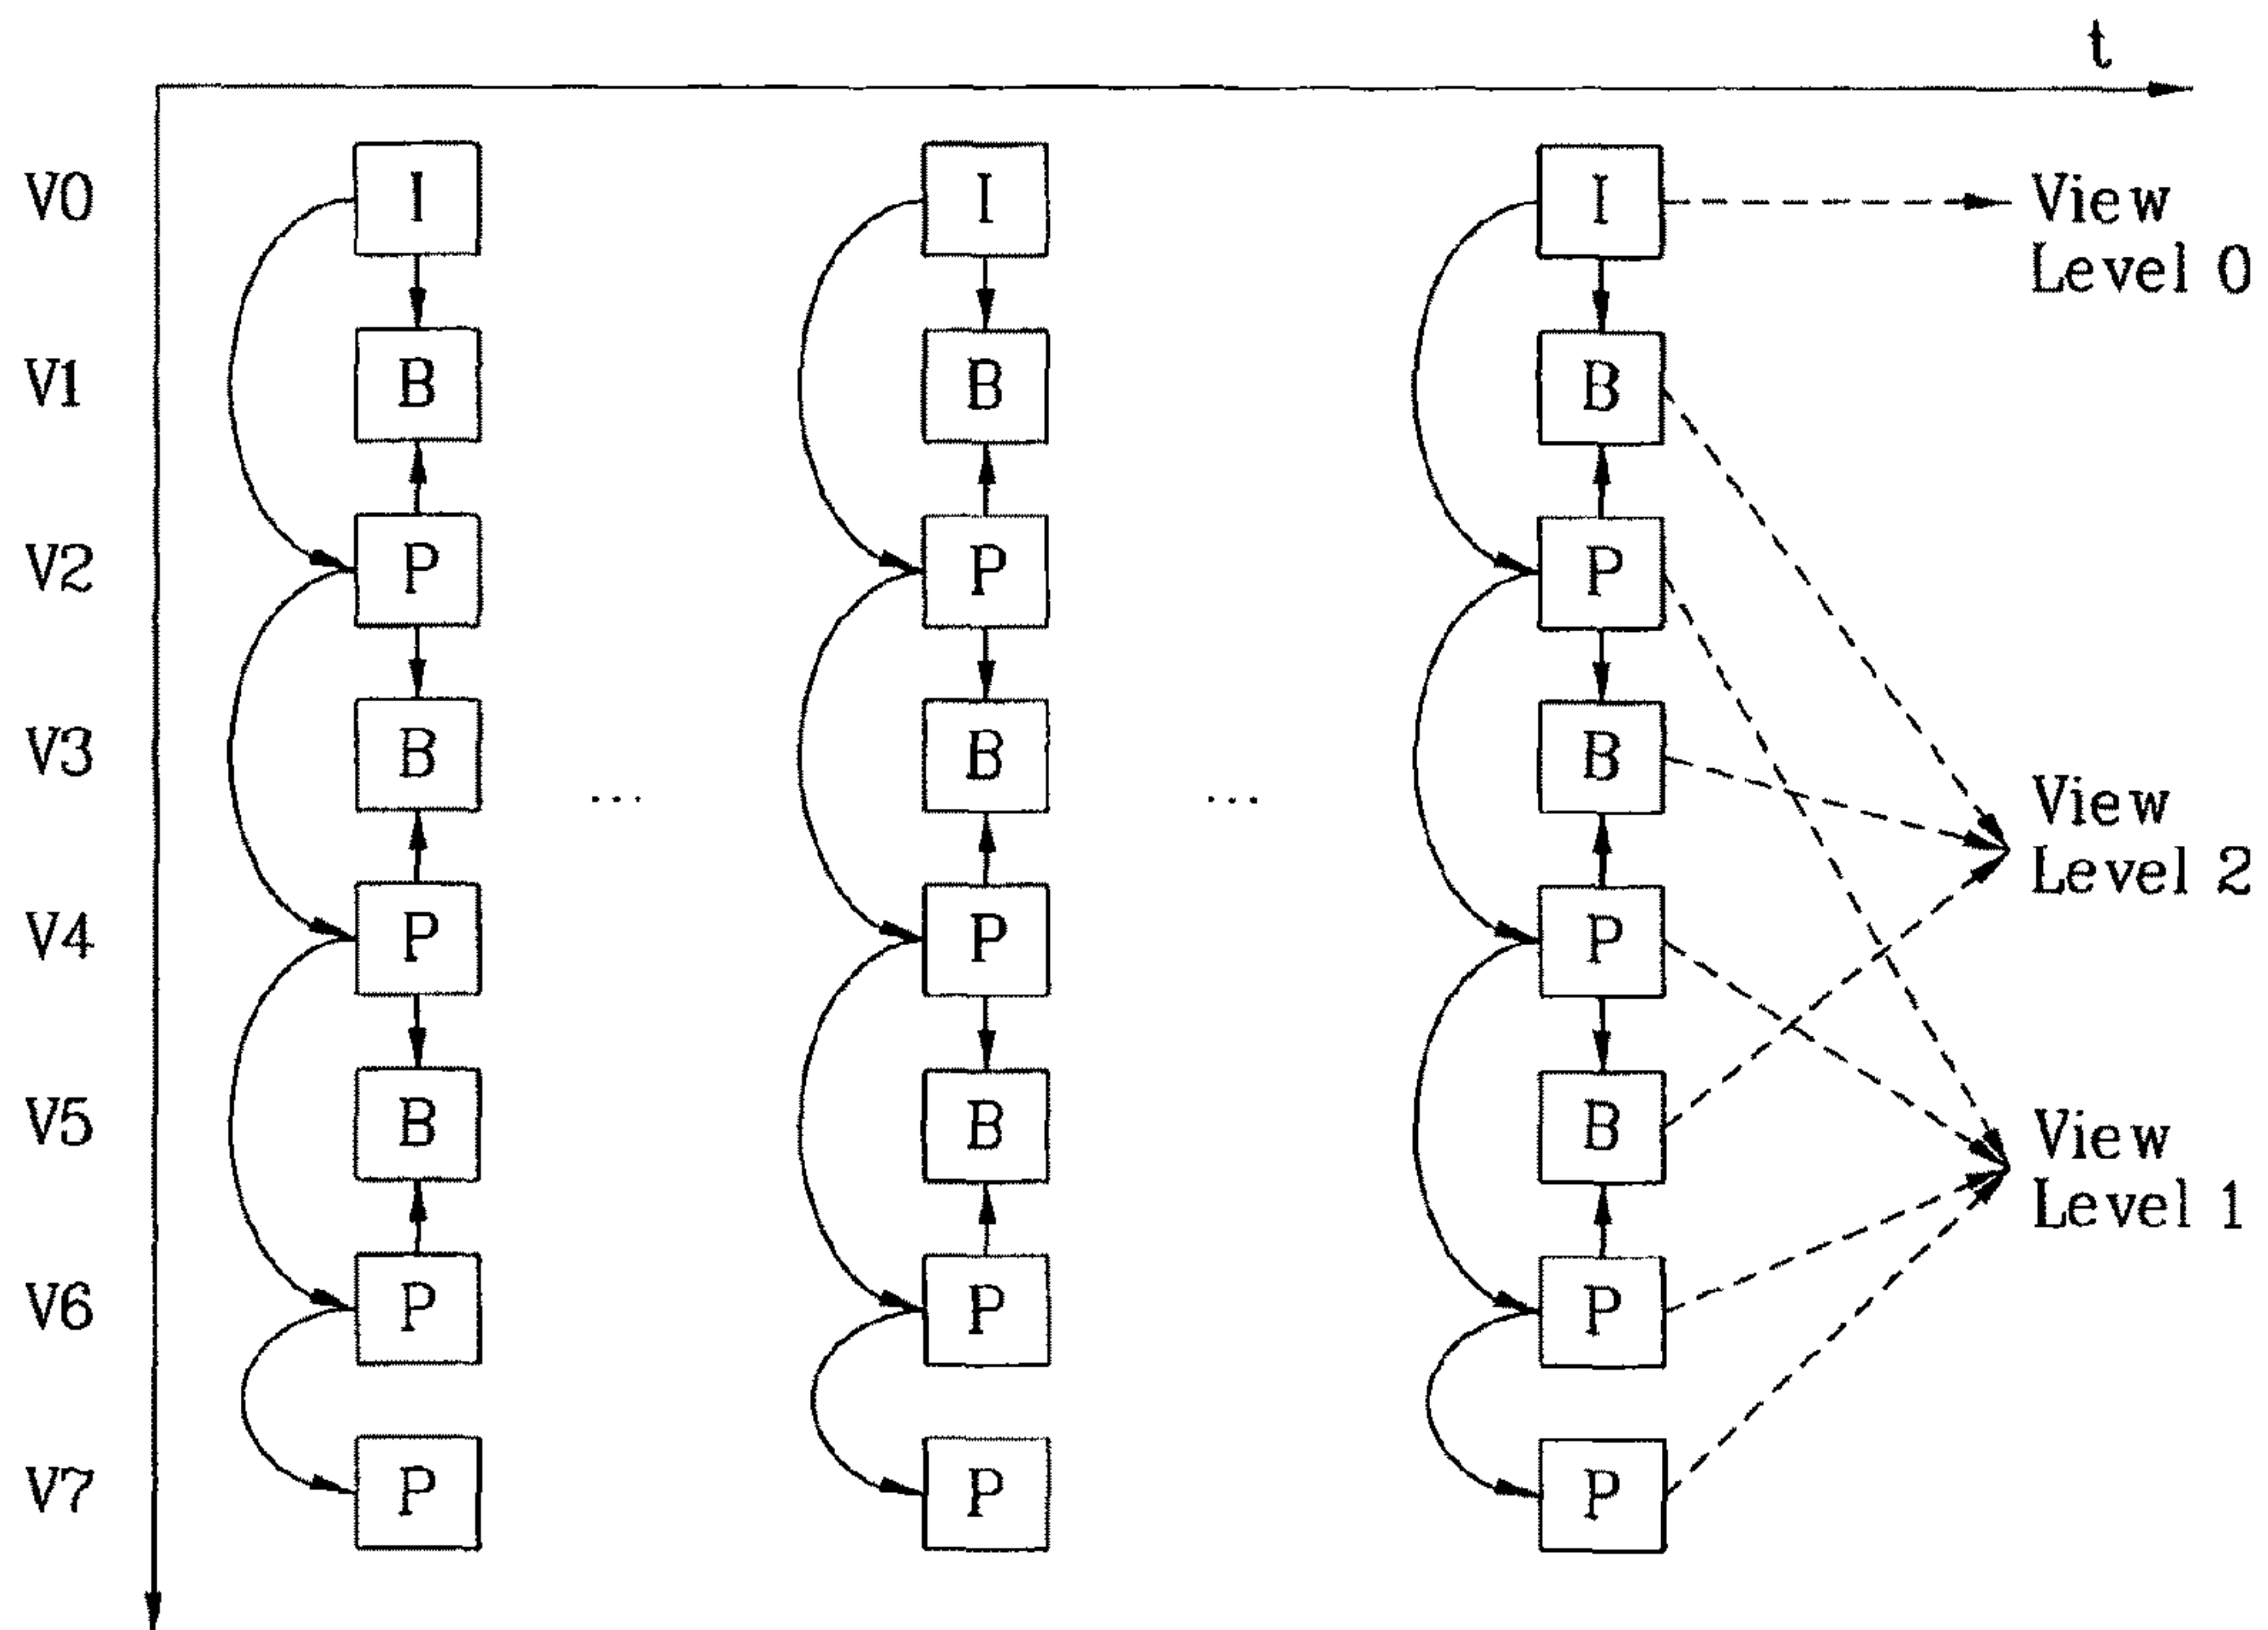 t
V0 I I I View
Level 0
V1 B B B
V2 P P P
V3 B B B
... ...
View
Level 2
V4 P P P
V5 B B B
View
Level 1
V6 P P P
V7 P P P